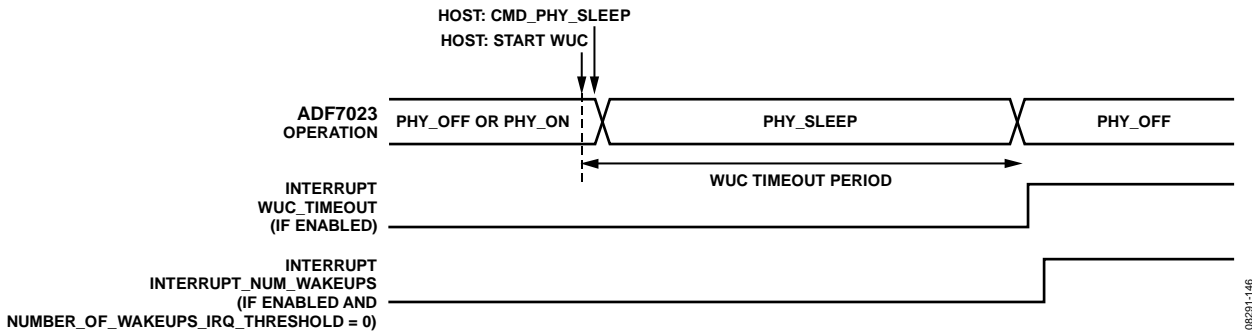 HOST: CMD_PHY_SLEEP
HOST: START WUC
ADF7023
OPERATION
PHY_OFF OR PHY_ON
PHY_SLEEP
PHY_OFF
WUC TIMEOUT PERIOD
INTERRUPT
WUC_TIMEOUT
(IF ENABLED)
INTERRUPT
INTERRUPT_NUM_WAKEUPS
(IF ENABLED AND
NUMBER_OF_WAKEUPS_IRQ_THRESHOLD = 0)
08291-146